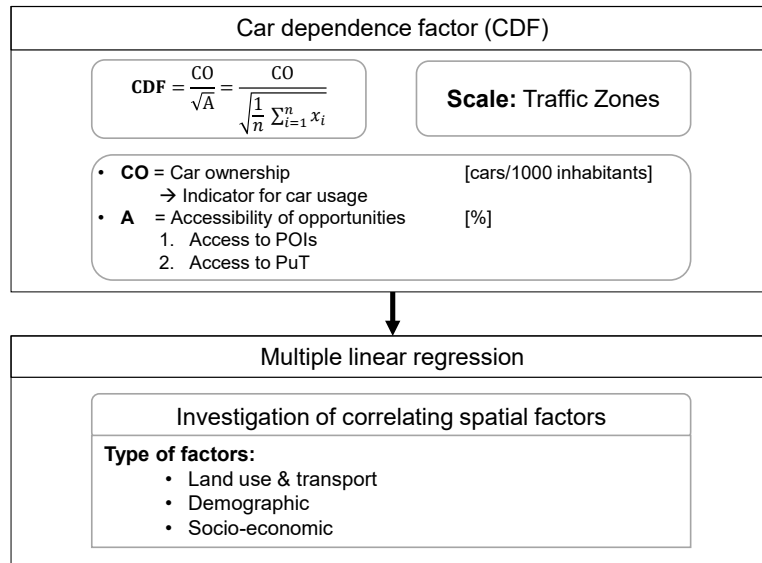 Car dependence factor (CDF)
CDF = CO/√A = CO/√(1/n ∑ⁿᵢ₌₁ xᵢ)
Scale: Traffic Zones
• CO = Car ownership [cars/1000 inhabitants]
→ Indicator for car usage
• A = Accessibility of opportunities [%]
1. Access to POIs
2. Access to PuT
Multiple linear regression
Investigation of correlating spatial factors
Type of factors:
• Land use & transport
• Demographic
• Socio-economic